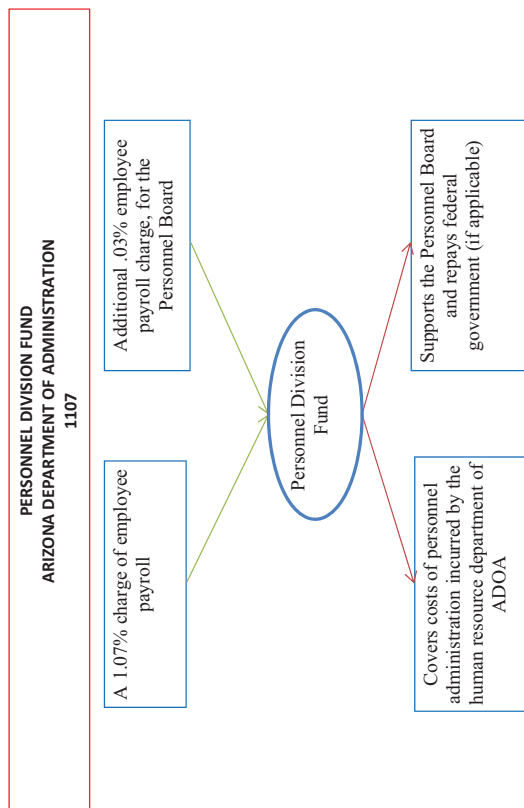 PERSONNEL DIVISION FUND
ARIZONA DEPARTMENT OF ADMINISTRATION
1107
A 1.07% charge of employee
payroll
Additional .03% employee
payroll charge, for the
Personnel Board
Personnel Division
Fund
Covers costs of personnel
administration incurred by the
human resource department of
ADOA
Supports the Personnel Board
and repays federal
government (if applicable)